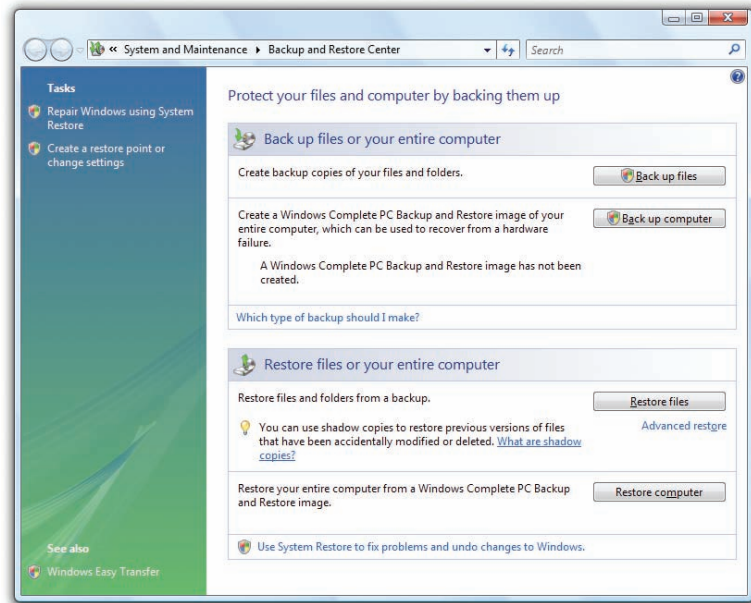 « System and Maintenance ▸ Backup and Restore Center
Search
Tasks
Repair Windows using System
Restore
Create a restore point or
change settings
See also
Windows Easy Transfer
Protect your files and computer by backing them up
Back up files or your entire computer
Create backup copies of your files and folders.
Back up files
Create a Windows Complete PC Backup and Restore image of your
entire computer, which can be used to recover from a hardware
failure.
Back up computer
A Windows Complete PC Backup and Restore image has not been
created.
Which type of backup should I make?
Restore files or your entire computer
Restore files and folders from a backup.
Restore files
You can use shadow copies to restore previous versions of files
that have been accidentally modified or deleted. What are shadow
copies?
Advanced restore
Restore your entire computer from a Windows Complete PC Backup
and Restore image.
Restore computer
Use System Restore to fix problems and undo changes to Windows.